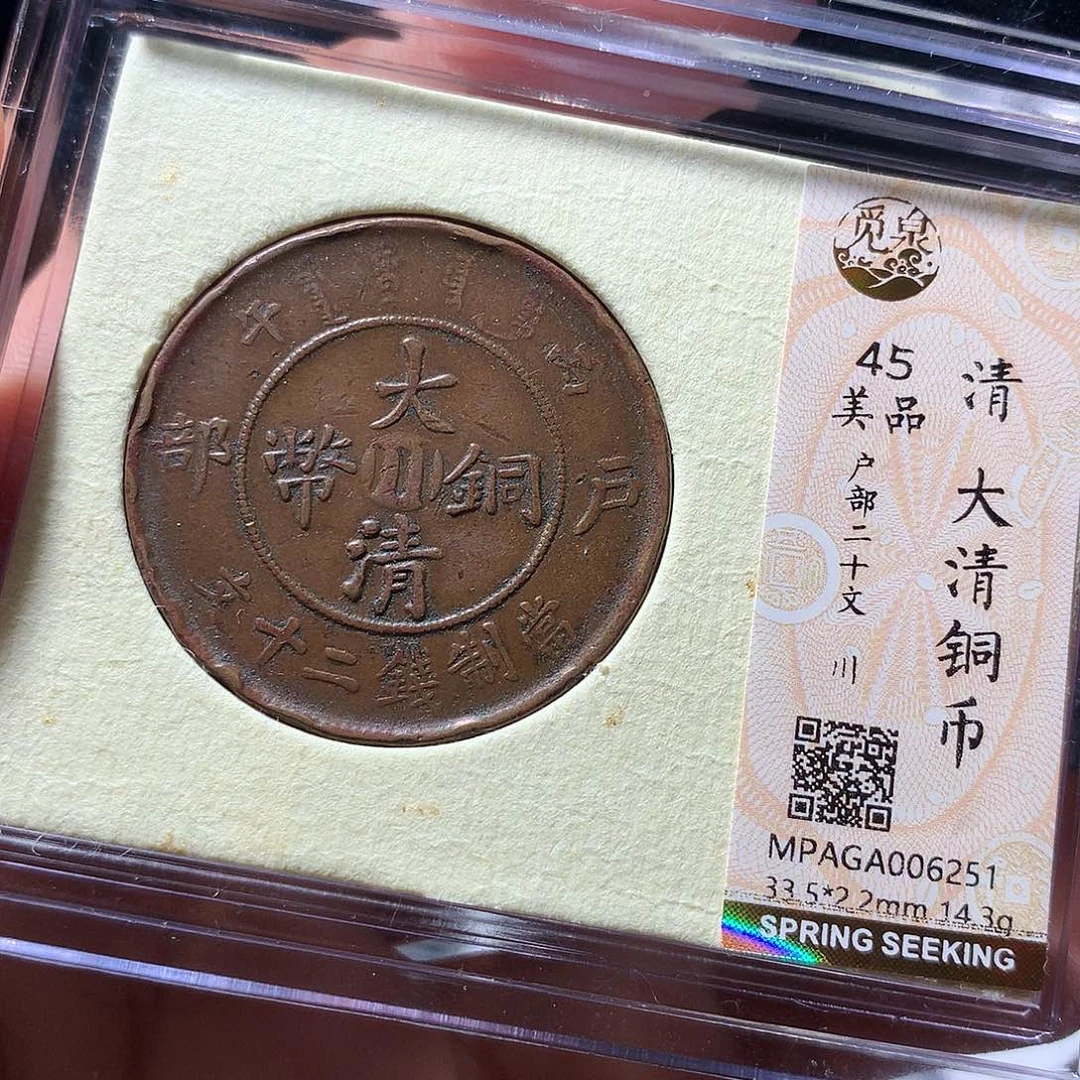 丙午
戶部
大清銅幣
川
當制錢二十文
觅泉
清 大清铜币
45
美品
户部二十文 川
MPAGA006251
33.5*2.2mm 14.3g
SPRING SEEKING